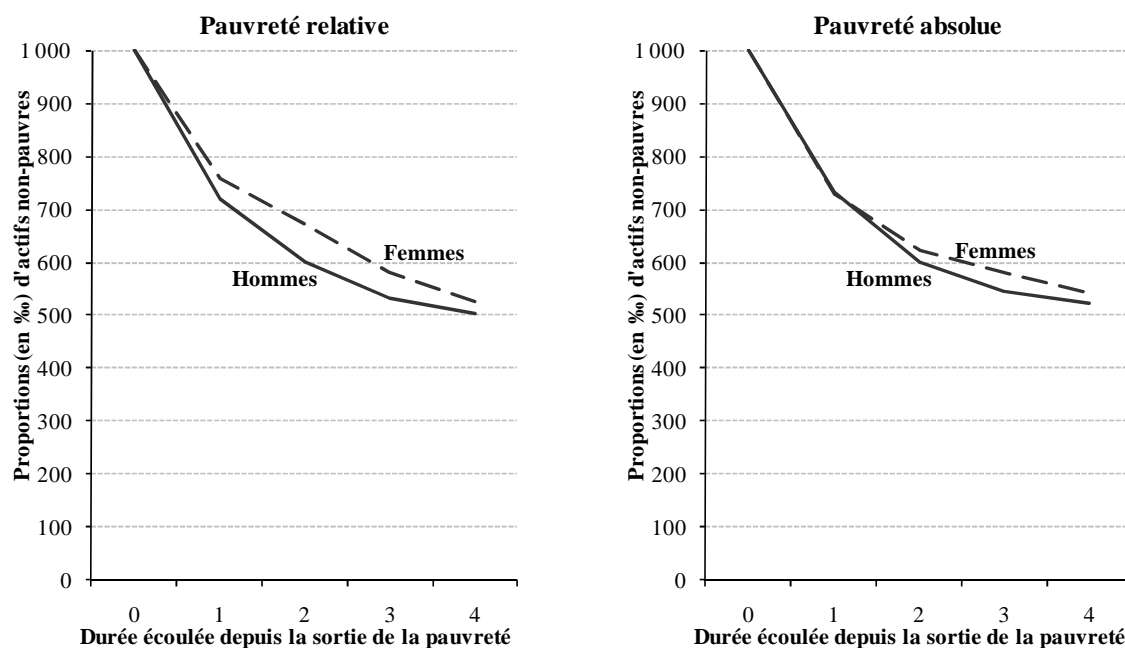 Pauvreté relative
Proportions (en ‰) d'actifs non-pauvres
1 000
900
800
700
600
500
400
300
200
100
0
Femmes
Hommes
0 1 2 3 4
Durée écoulée depuis la sortie de la pauvreté
Pauvreté absolue
Proportions (en ‰) d'actifs non-pauvres
1 000
900
800
700
600
500
400
300
200
100
0
Femmes
Hommes
0 1 2 3 4
Durée écoulée depuis la sortie de la pauvreté